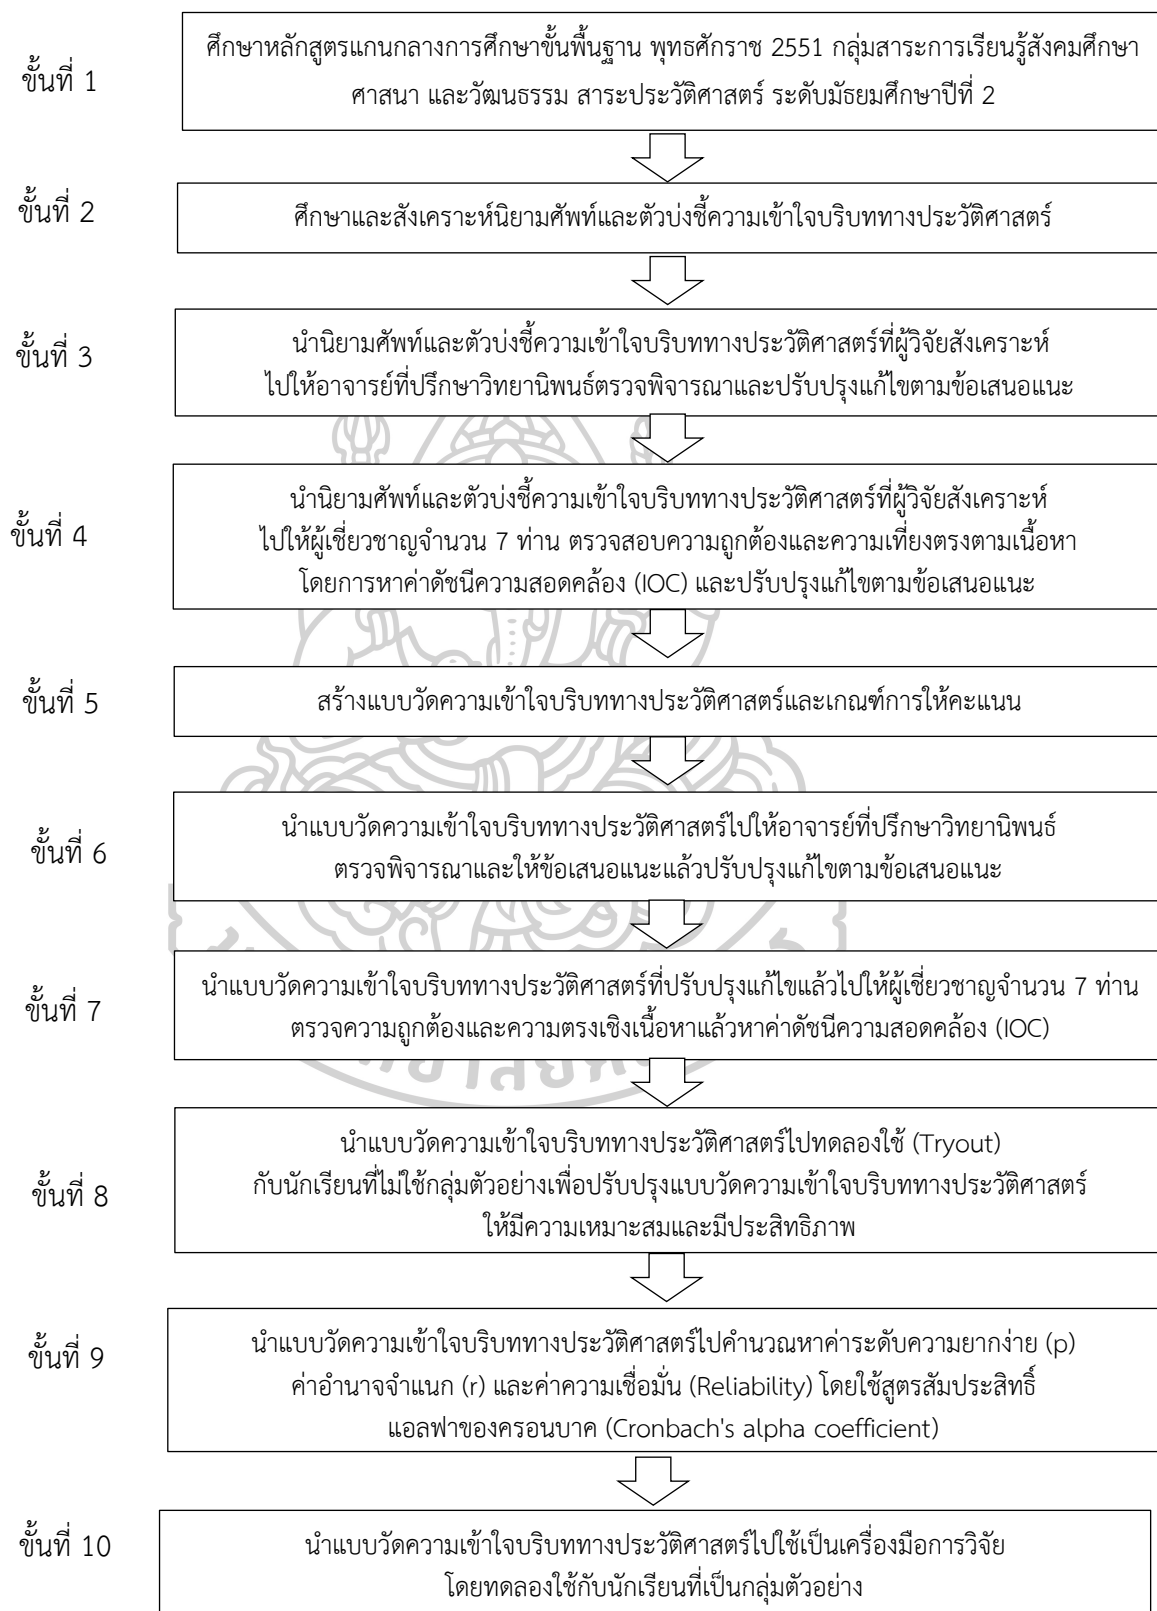 ขั้นที่ 1
ศึกษาหลักสูตรแกนกลางการศึกษาขั้นพื้นฐาน พุทธศักราช 2551 กลุ่มสาระการเรียนรู้สังคมศึกษา
ศาสนา และวัฒนธรรม สาระประวัติศาสตร์ ระดับมัธยมศึกษาปีที่ 2
ขั้นที่ 2
ศึกษาและสังเคราะห์นิยามศัพท์และตัวบ่งชี้ความเข้าใจบริบททางประวัติศาสตร์
ขั้นที่ 3
นำนิยามศัพท์และตัวบ่งชี้ความเข้าใจบริบททางประวัติศาสตร์ที่ผู้วิจัยสังเคราะห์
ไปให้อาจารย์ที่ปรึกษาวิทยานิพนธ์ตรวจพิจารณาและปรับปรุงแก้ไขตามข้อเสนอแนะ
ขั้นที่ 4
นำนิยามศัพท์และตัวบ่งชี้ความเข้าใจบริบททางประวัติศาสตร์ที่ผู้วิจัยสังเคราะห์
ไปให้ผู้เชี่ยวชาญจำนวน 7 ท่าน ตรวจสอบความถูกต้องและความเที่ยงตรงตามเนื้อหา
โดยการหาค่าดัชนีความสอดคล้อง (IOC) และปรับปรุงแก้ไขตามข้อเสนอแนะ
ขั้นที่ 5
สร้างแบบวัดความเข้าใจบริบททางประวัติศาสตร์และเกณฑ์การให้คะแนน
ขั้นที่ 6
นำแบบวัดความเข้าใจบริบททางประวัติศาสตร์ไปให้อาจารย์ที่ปรึกษาวิทยานิพนธ์
ตรวจพิจารณาและให้ข้อเสนอแนะแล้วปรับปรุงแก้ไขตามข้อเสนอแนะ
ขั้นที่ 7
นำแบบวัดความเข้าใจบริบททางประวัติศาสตร์ที่ปรับปรุงแก้ไขแล้วไปให้ผู้เชี่ยวชาญจำนวน 7 ท่าน
ตรวจความถูกต้องและความตรงเชิงเนื้อหาแล้วหาค่าดัชนีความสอดคล้อง (IOC)
ขั้นที่ 8
นำแบบวัดความเข้าใจบริบททางประวัติศาสตร์ไปทดลองใช้ (Tryout)
กับนักเรียนที่ไม่ใช้กลุ่มตัวอย่างเพื่อปรับปรุงแบบวัดความเข้าใจบริบททางประวัติศาสตร์
ให้มีความเหมาะสมและมีประสิทธิภาพ
ขั้นที่ 9
นำแบบวัดความเข้าใจบริบททางประวัติศาสตร์ไปคำนวณหาค่าระดับความยากง่าย (p)
ค่าอำนาจจำแนก (r) และค่าความเชื่อมั่น (Reliability) โดยใช้สูตรสัมประสิทธิ์
แอลฟาของครอนบาค (Cronbach's alpha coefficient)
ขั้นที่ 10
นำแบบวัดความเข้าใจบริบททางประวัติศาสตร์ไปใช้เป็นเครื่องมือการวิจัย
โดยทดลองใช้กับนักเรียนที่เป็นกลุ่มตัวอย่าง